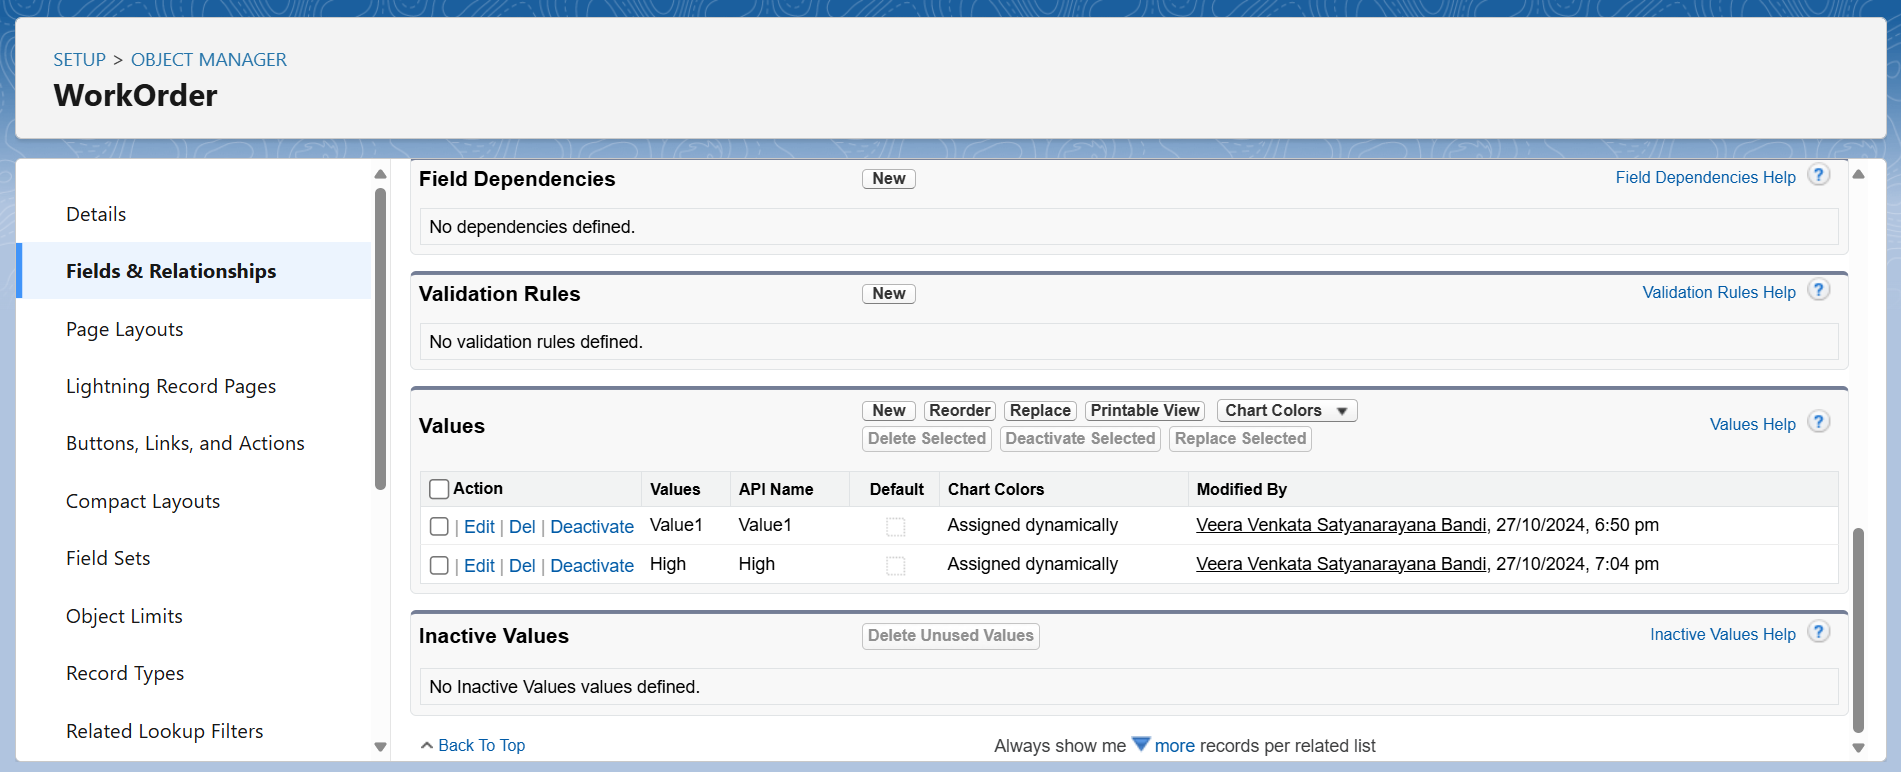 SETUP > OBJECT MANAGER
WorkOrder
Details
Fields & Relationships
Page Layouts
Lightning Record Pages
Buttons, Links, and Actions
Compact Layouts
Field Sets
Object Limits
Record Types
Related Lookup Filters
Field Dependencies New Field Dependencies Help ?
No dependencies defined.
Validation Rules New Validation Rules Help ?
No validation rules defined.
Values New Reorder Replace Printable View Chart Colors Values Help ?
Delete Selected Deactivate Selected Replace Selected
Action Values API Name Default Chart Colors Modified By
| Edit | Del | Deactivate Value1 Value1 Assigned dynamically Veera Venkata Satyanarayana Bandi, 27/10/2024, 6:50 pm
| Edit | Del | Deactivate High High Assigned dynamically Veera Venkata Satyanarayana Bandi, 27/10/2024, 7:04 pm
Inactive Values Delete Unused Values Inactive Values Help ?
No Inactive Values values defined.
Back To Top Always show me more records per related list